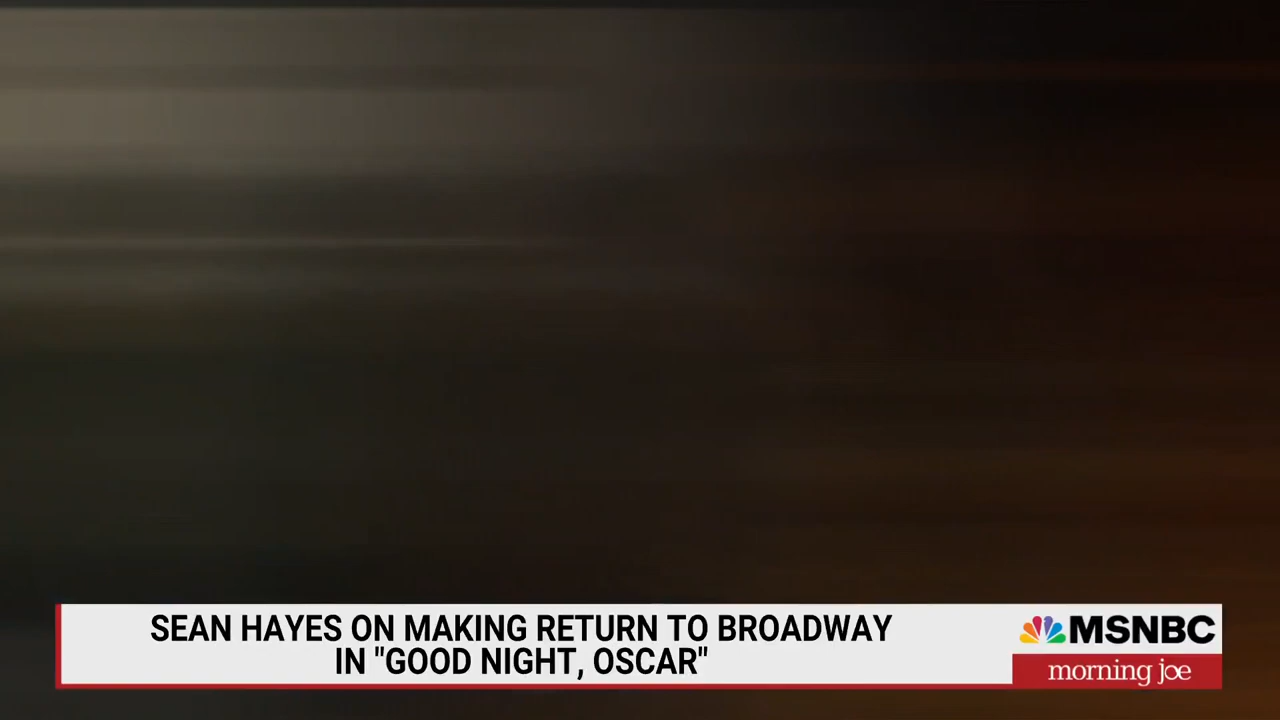 SEAN HAYES ON MAKING RETURN TO BROADWAY
IN "GOOD NIGHT, OSCAR"
MSNBC
morning joe